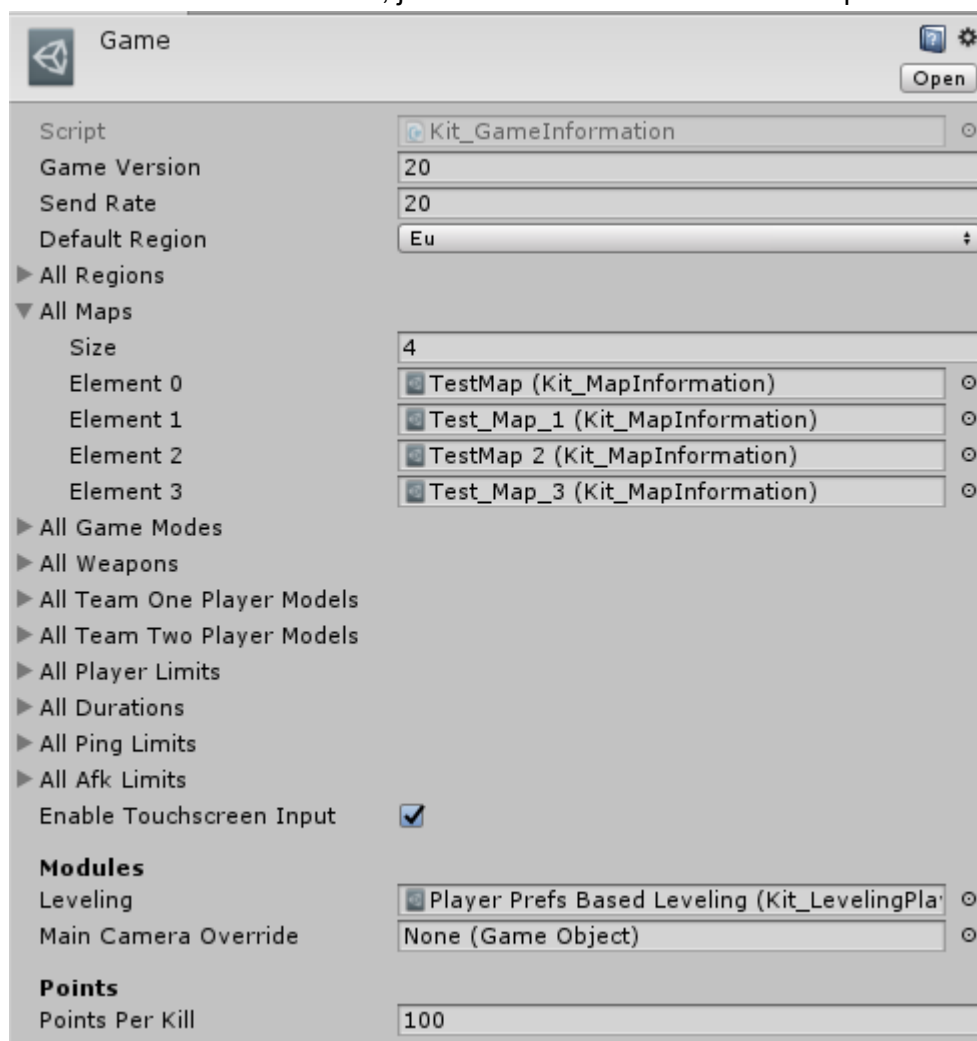 Game
Open
Script Kit_GameInformation
Game Version 20
Send Rate 20
Default Region Eu
All Regions
All Maps
Size 4
Element 0 TestMap (Kit_MapInformation)
Element 1 Test_Map_1 (Kit_MapInformation)
Element 2 TestMap 2 (Kit_MapInformation)
Element 3 Test_Map_3 (Kit_MapInformation)
All Game Modes
All Weapons
All Team One Player Models
All Team Two Player Models
All Player Limits
All Durations
All Ping Limits
All Afk Limits
Enable Touchscreen Input
Modules
Leveling Player Prefs Based Leveling (Kit_LevelingPla
Main Camera Override None (Game Object)
Points
Points Per Kill 100